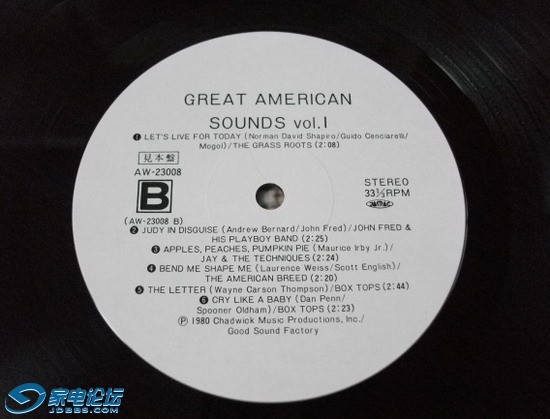 GREAT AMERICAN
SOUNDS vol.1
❶ LET'S LIVE FOR TODAY (Norman David Shapiro/Guido Cenciarelli/
Mogol)/THE GRASS ROOTS (2:08)
見本盤
AW-23008
B
(AW-23008 B)
STEREO
33⅓RPM
JASRAC
❷ JUDY IN DISGUISE (Andrew Bernard/John Fred)/JOHN FRED &
HIS PLAYBOY BAND (2:25)
❸ APPLES, PEACHES, PUMPKIN PIE (Maurice Irby Jr.)/
JAY & THE TECHNIQUES (2:24)
❹ BEND ME SHAPE ME (Laurence Weiss/Scott English)/
THE AMERICAN BREED (2:20)
❺ THE LETTER (Wayne Carson Thompson)/BOX TOPS (2:44)
❻ CRY LIKE A BABY (Dan Penn/
Spooner Oldham)/BOX TOPS (2:23)
Ⓟ 1980 Chadwick Music Productions, Inc./
Good Sound Factory
家电论坛
JDBBS.COM